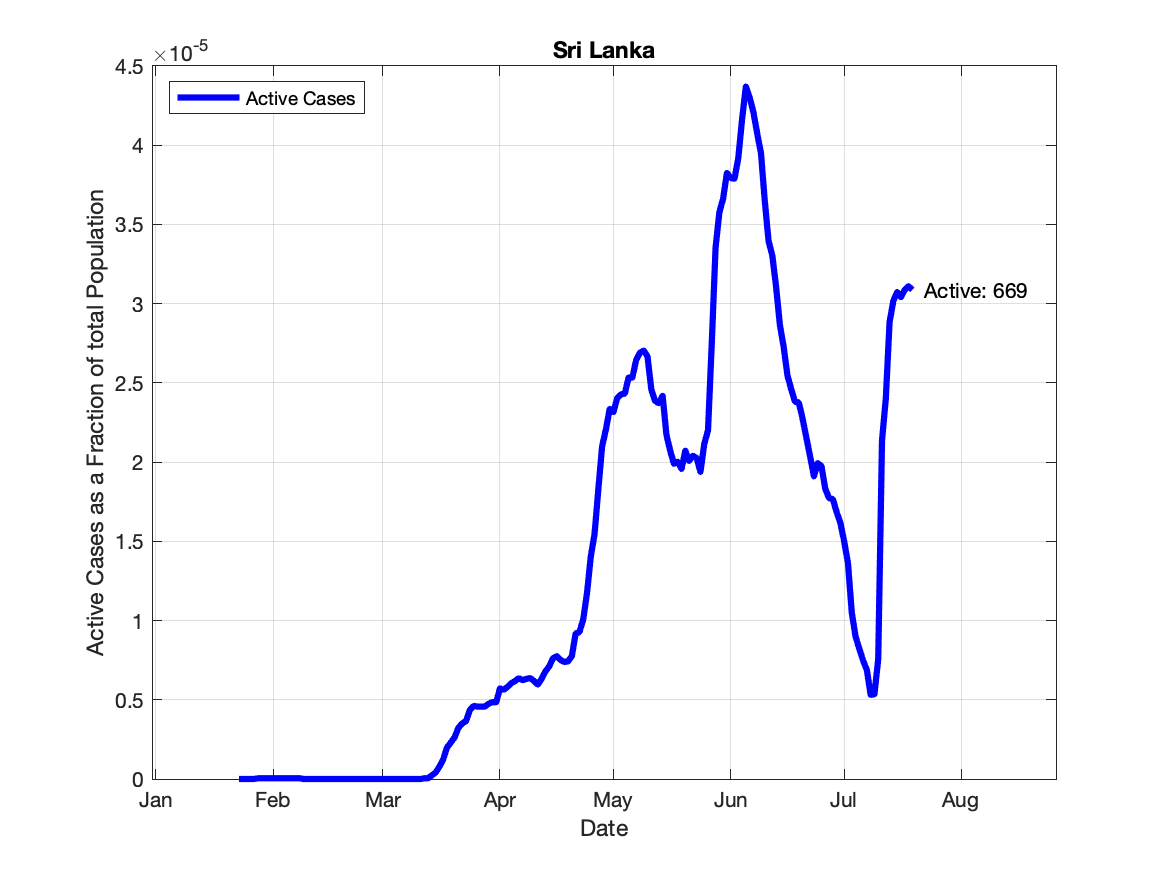 Sri Lanka
×10-5
4.5
4
3.5
3
2.5
2
1.5
1
0.5
0
Active Cases as a Fraction of total Population
Active Cases
Active: 669
Jan Feb Mar Apr May Jun Jul Aug
Date